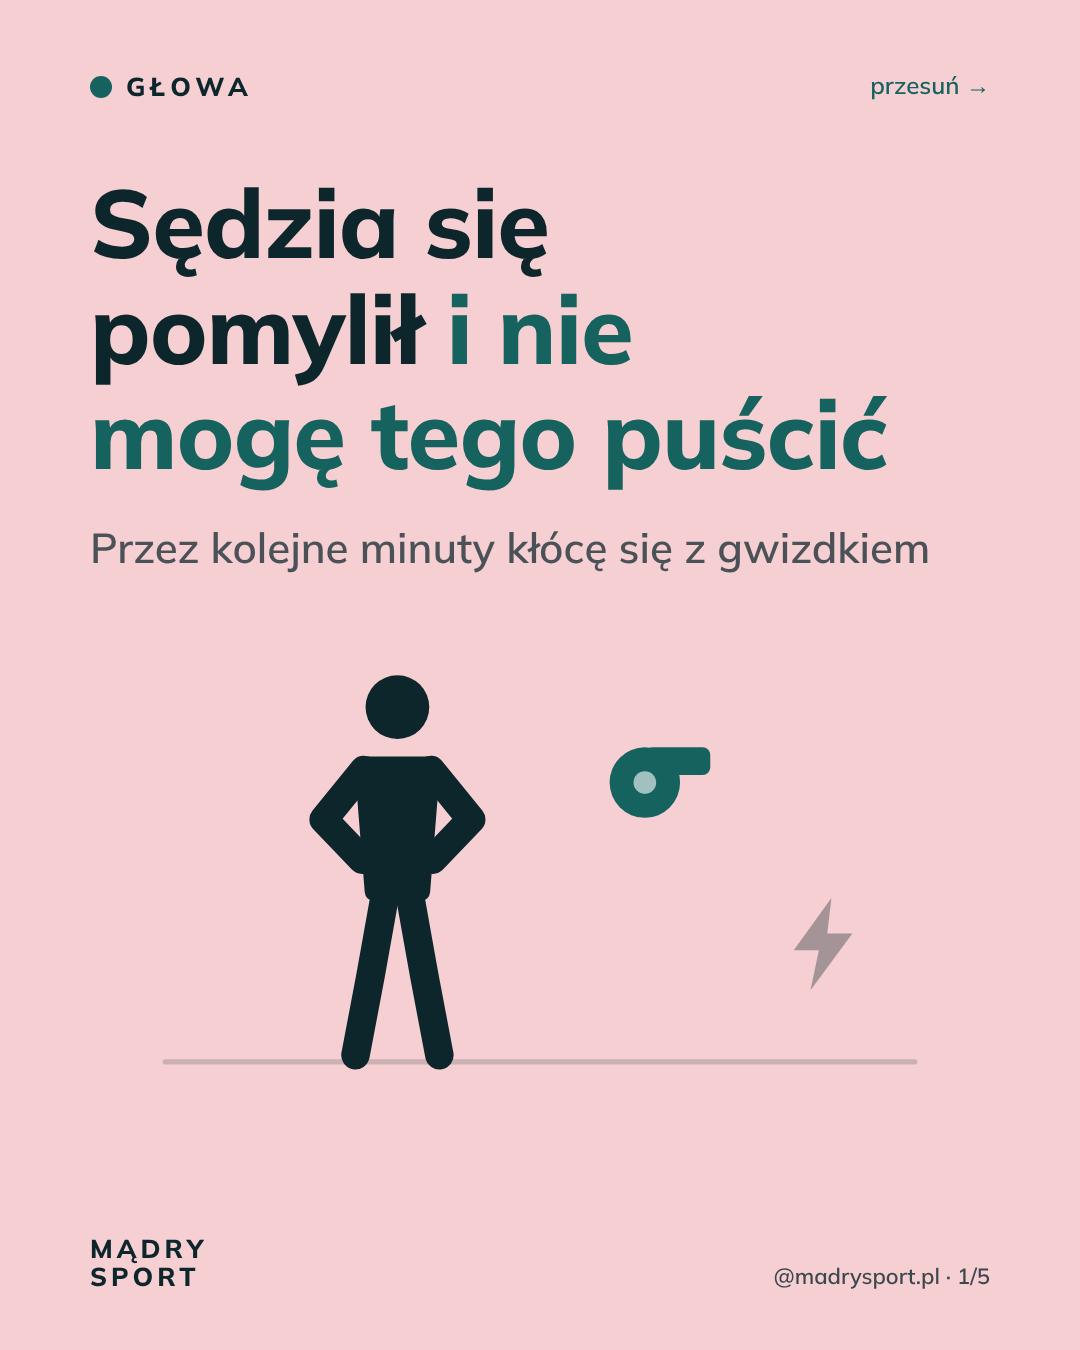 GŁOWA
przesuń →
Sędzia się
pomylił i nie
mogę tego puścić
Przez kolejne minuty kłócę się z gwizdkiem
MĄDRY
SPORT
@madrysport.pl · 1/5